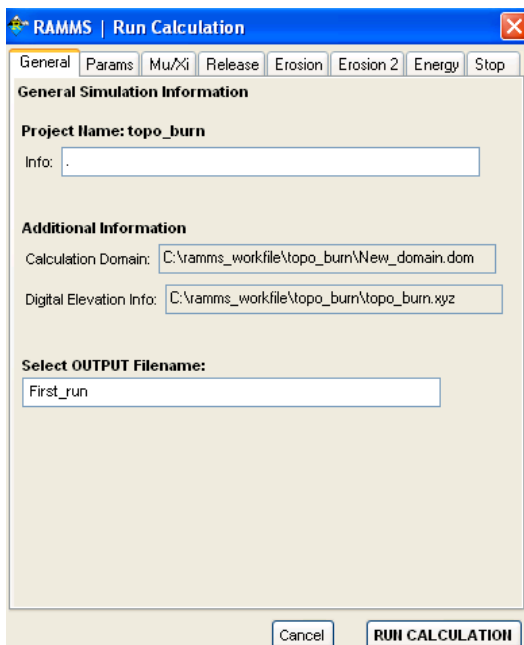 RAMMS | Run Calculation
General Params Mu/Xi Release Erosion Erosion 2 Energy Stop
General Simulation Information
Project Name: topo_burn
Info: .
Additional Information
Calculation Domain: C:\ramms_workfile\topo_burn\New_domain.dom
Digital Elevation Info: C:\ramms_workfile\topo_burn\topo_burn.xyz
Select OUTPUT Filename:
First_run
Cancel RUN CALCULATION